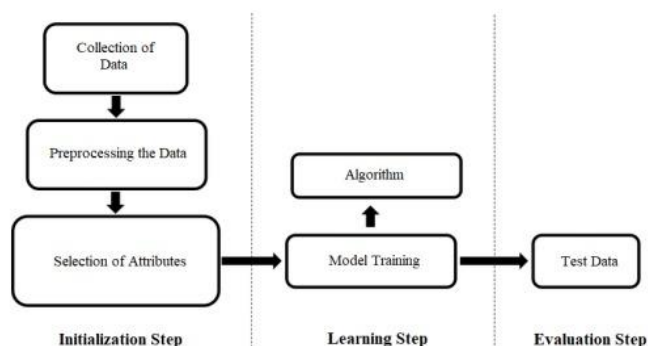 Collection of
Data
Preprocessing the Data
Algorithm
Selection of Attributes
Model Training
Test Data
Initialization Step
Learning Step
Evaluation Step